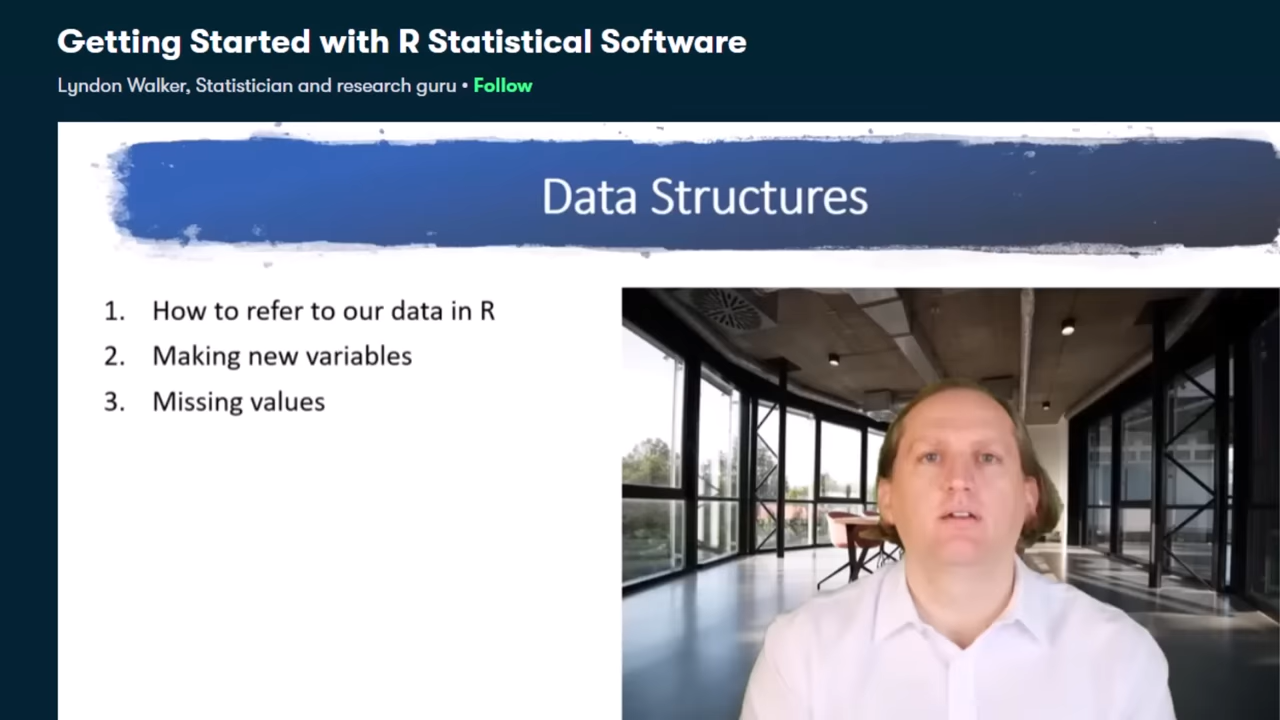 Getting Started with R Statistical Software
Lyndon Walker, Statistician and research guru • Follow
Data Structures
1. How to refer to our data in R
2. Making new variables
3. Missing values